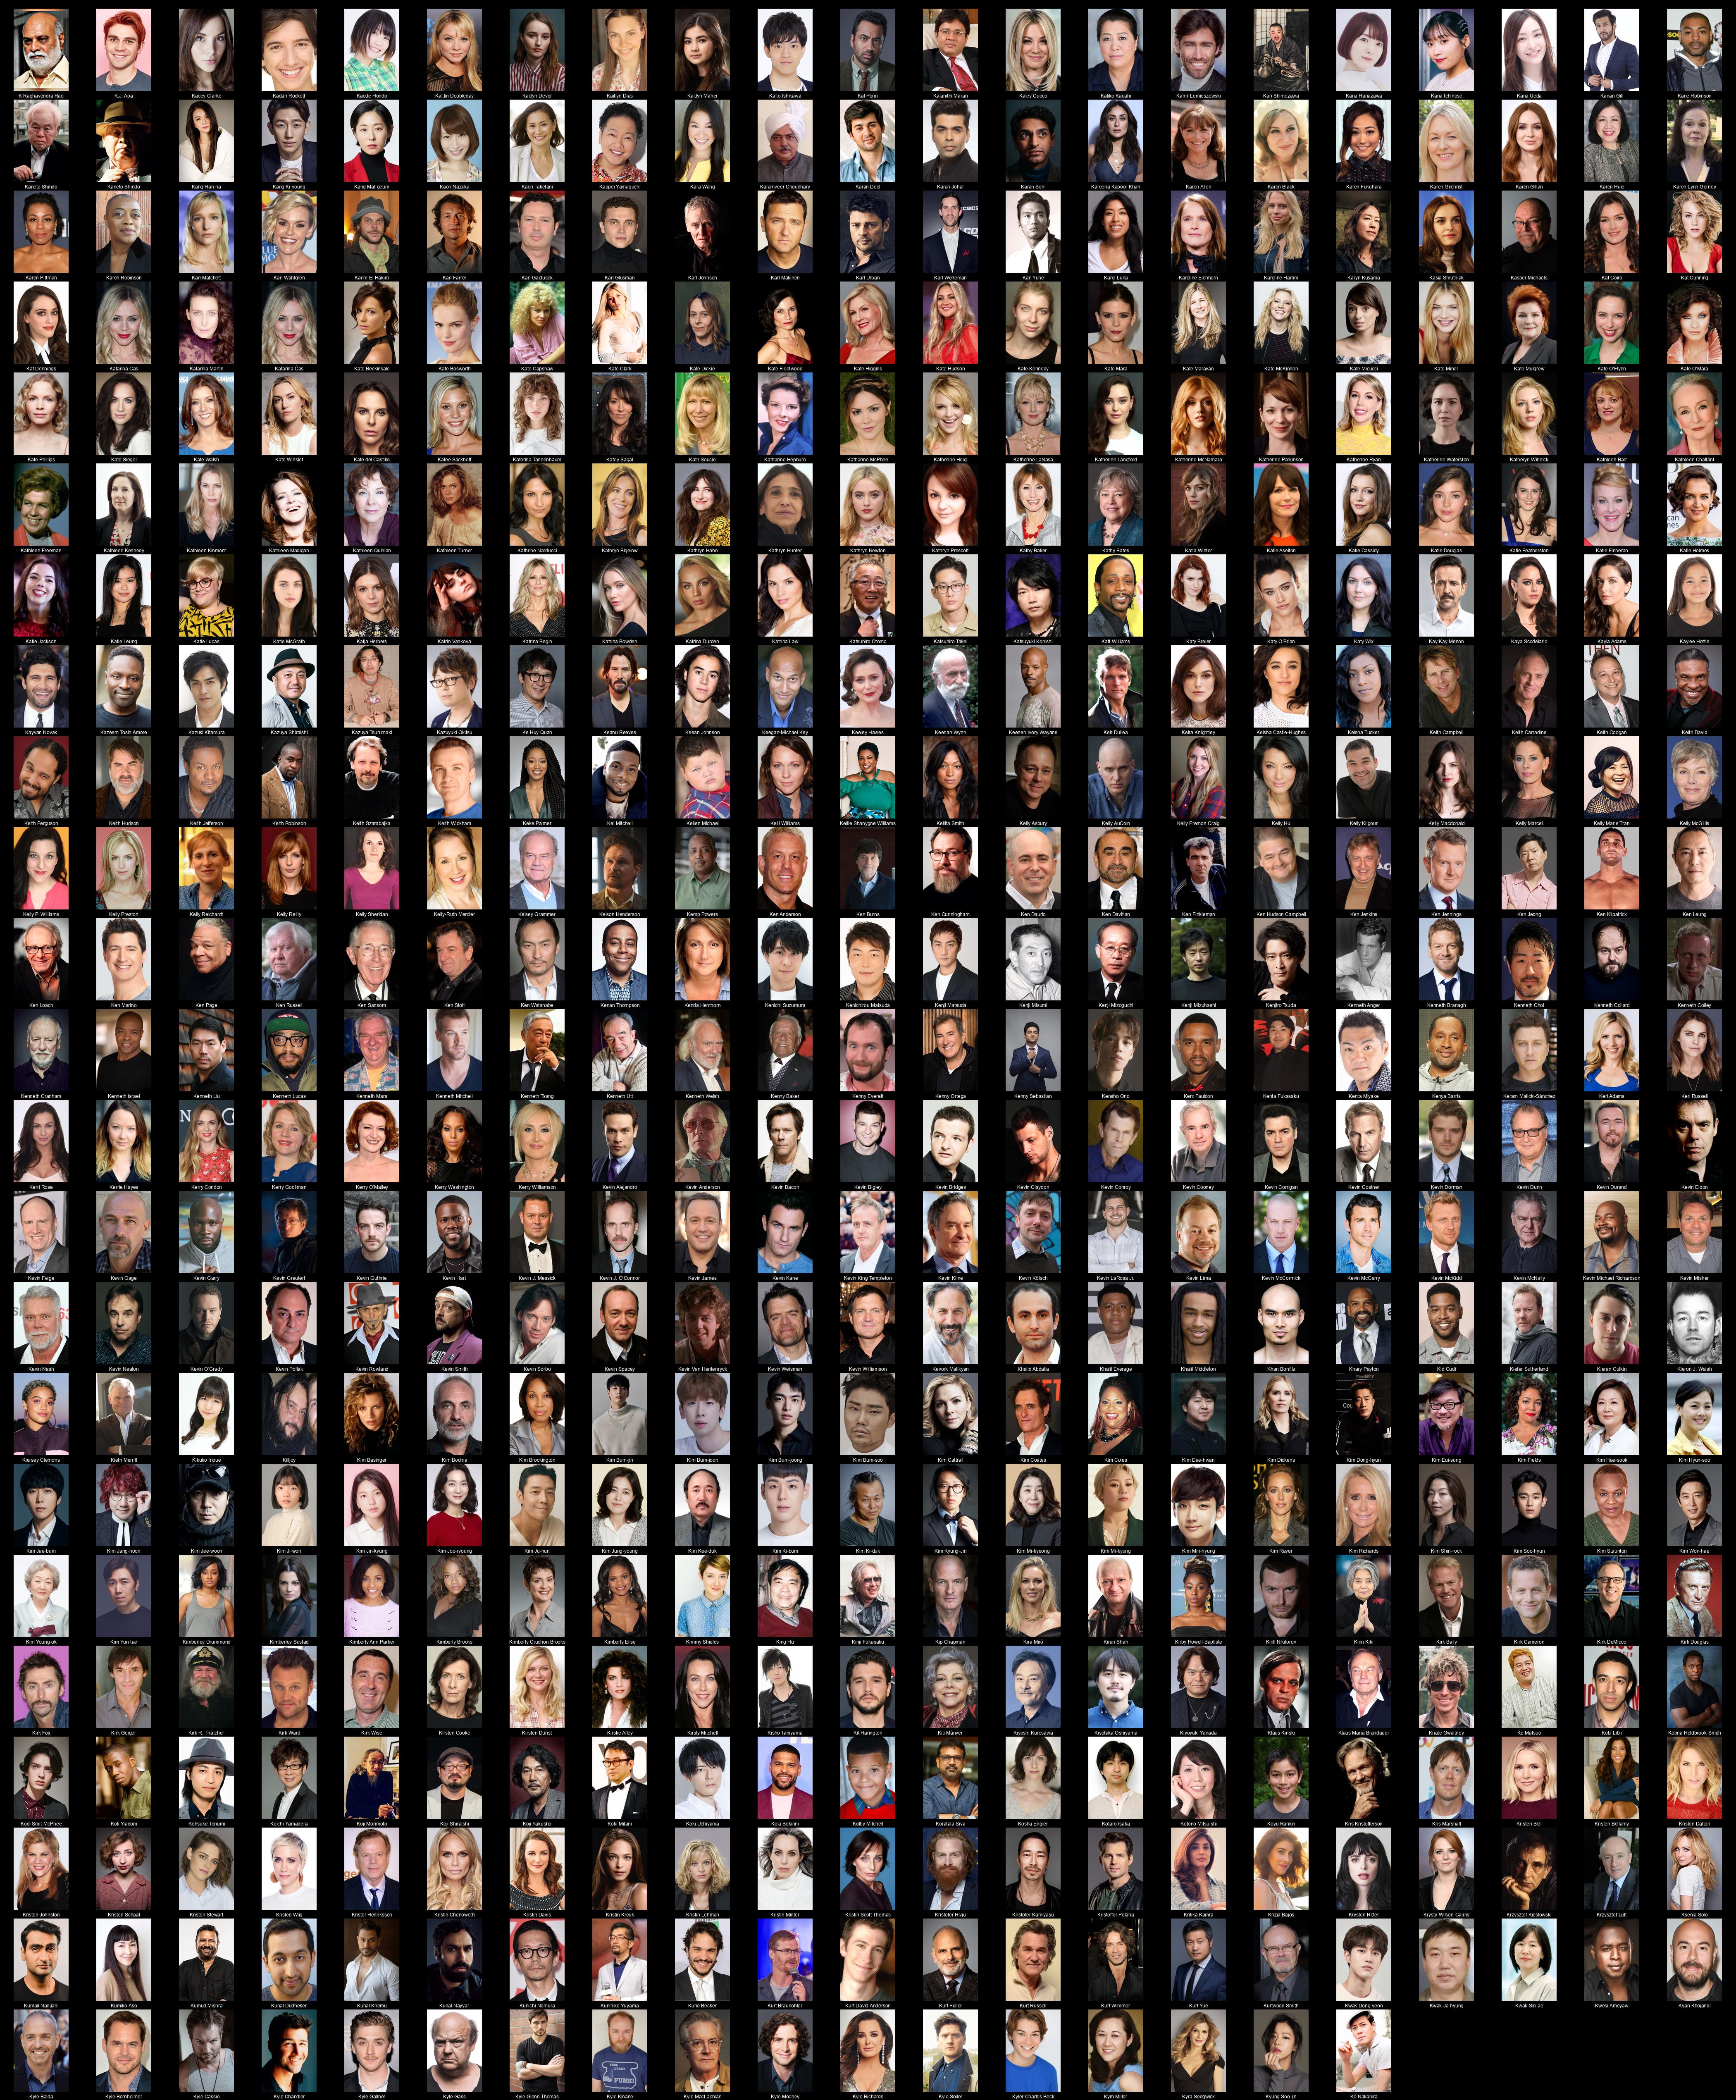 K Raghavendra Rao K.J. Apa Kacey Clarke Kadan Rockett Kaede Hondo Kaitlin Doubleday Kaitlyn Dever Kaitlyn Dias Kaitlyn Maher Kaito Ishikawa Kal Penn Kalanithi Maran Kaley Cuoco Kaliko Kauahi Kamil Lemieszewski Kan Shimozawa Kana Hanazawa Kana Ichinose Kana Ueda Kanan Gill Kane Robinson
Kaneto Shindo Kaneto Shindô Kang Han-na Kang Ki-young Kang Mal-geum Kaori Nazuka Kaori Taketani Kappei Yamaguchi Kara Wang Karamveer Choudhary Karan Deol Karan Johar Karan Soni Kareena Kapoor Khan Karen Allen Karen Black Karen Fukuhara Karen Gilchrist Karen Gillan Karen Huie Karen Lynn Gorney
Karen Pittman Karen Robinson Kari Matchett Kari Wahlgren Karim El Hakim Karl Farrer Karl Gadjusek Karl Glusman Karl Johnson Karl Makinen Karl Urban Karl Werleman Karl Yune Karol Luna Karoline Eichhorn Karoline Hamm Karyn Kusama Kasia Smutniak Kasper Michaels Kat Coiro Kat Cunning
Kat Dennings Katarina Cas Katarina Martin Katarina Čas Kate Beckinsale Kate Bosworth Kate Capshaw Kate Clark Kate Dickie Kate Fleetwood Kate Higgins Kate Hudson Kate Kennedy Kate Mara Kate Maravan Kate McKinnon Kate Micucci Kate Miner Kate Mulgrew Kate O'Flynn Kate O'Mara
Kate Phillips Kate Siegel Kate Walsh Kate Winslet Kate del Castillo Katee Sackhoff Katerina Tannenbaum Katey Sagal Kath Soucie Katharine Hepburn Katharine McPhee Katherine Heigl Katherine LaNasa Katherine Langford Katherine McNamara Katherine Parkinson Katherine Ryan Katherine Waterston Katheryn Winnick Kathleen Barr Kathleen Chalfant
Kathleen Freeman Kathleen Kennedy Kathleen Kinmont Kathleen Madigan Kathleen Quinlan Kathleen Turner Kathrine Narducci Kathryn Bigelow Kathryn Hahn Kathryn Hunter Kathryn Newton Kathryn Prescott Kathy Baker Kathy Bates Katia Winter Katie Aselton Katie Cassidy Katie Douglas Katie Featherston Katie Finneran Katie Holmes
Katie Jackson Katie Leung Katie Lucas Katie McGrath Katja Herbers Katrin Vankova Katrina Begin Katrina Bowden Katrina Durden Katrina Law Katsuhiro Otomo Katsuhiro Takei Katsuyuki Konishi Katt Williams Katy Breier Katy O'Brian Katy Wix Kay Kay Menon Kaya Scodelario Kayla Adams Kaylee Hottle
Kayvan Novak Kazeem Tosin Amore Kazuki Kitamura Kazuya Shiraishi Kazuya Tsurumaki Kazuyuki Okitsu Ke Huy Quan Keanu Reeves Keean Johnson Keegan-Michael Key Keeley Hawes Keenan Wynn Keenen Ivory Wayans Keir Dullea Keira Knightley Keisha Castle-Hughes Keisha Tucker Keith Campbell Keith Carradine Keith Coogan Keith David
Keith Ferguson Keith Hudson Keith Jefferson Keith Robinson Keith Szarabajka Keith Wickham Keke Palmer Kel Mitchell Kellen Michael Kelli Williams Kellie Shanygne Williams Kellita Smith Kelly Asbury Kelly AuCoin Kelly Fremon Craig Kelly Hu Kelly Kilgour Kelly Macdonald Kelly Marcel Kelly Marie Tran Kelly McGillis
Kelly P. Williams Kelly Preston Kelly Reichardt Kelly Reilly Kelly Sheridan Kelly-Ruth Mercier Kelsey Grammer Kelson Henderson Kemp Powers Ken Anderson Ken Burns Ken Cunningham Ken Daurio Ken Davitian Ken Finkleman Ken Hudson Campbell Ken Jenkins Ken Jennings Ken Jeong Ken Kilpatrick Ken Leung
Ken Loach Ken Marino Ken Page Ken Russell Ken Sansom Ken Stott Ken Watanabe Kenan Thompson Kenda Henthorn Kenichi Suzumura Kenichirou Matsuda Kenji Matsuda Kenji Misumi Kenji Mizoguchi Kenji Mizuhashi Kenjiro Tsuda Kenneth Anger Kenneth Branagh Kenneth Choi Kenneth Collard Kenneth Colley
Kenneth Cranham Kenneth Israel Kenneth Liu Kenneth Lucas Kenneth Mars Kenneth Mitchell Kenneth Tsang Kenneth Utt Kenneth Welsh Kenny Baker Kenny Everett Kenny Ortega Kenny Sebastian Kensho Ono Kent Faulcon Kenta Fukasaku Kenta Miyake Kenya Barris Keram Malicki-Sánchez Keri Adams Keri Russell
Kerri Rose Kerrie Hayes Kerry Condon Kerry Godliman Kerry O'Malley Kerry Washington Kerry Williamson Kevin Alejandro Kevin Anderson Kevin Bacon Kevin Bigley Kevin Bridges Kevin Claydon Kevin Conroy Kevin Cooney Kevin Corrigan Kevin Costner Kevin Dorman Kevin Dunn Kevin Durand Kevin Eldon
Kevin Feige Kevin Gage Kevin Garry Kevin Greutert Kevin Guthrie Kevin Hart Kevin J. Messick Kevin J. O'Connor Kevin James Kevin Kane Kevin King Templeton Kevin Kline Kevin Kölsch Kevin LaRosa Jr. Kevin Lima Kevin McCormick Kevin McGarry Kevin McKidd Kevin McNally Kevin Michael Richardson Kevin Misher
Kevin Nash Kevin Nealon Kevin O'Grady Kevin Pollak Kevin Rowland Kevin Smith Kevin Sorbo Kevin Spacey Kevin Van Hentenryck Kevin Weisman Kevin Williamson Kevork Malikyan Khalid Abdalla Khalil Everage Khalil Middleton Khan Bonfils Khary Payton Kid Cudi Kiefer Sutherland Kieran Culkin Kieron J. Walsh
Kiersey Clemons Kieth Merrill Kikuko Inoue Killjoy Kim Basinger Kim Bodnia Kim Brockington Kim Bum-jin Kim Bum-joon Kim Bum-joong Kim Bum-soo Kim Cattrall Kim Coates Kim Coles Kim Dae-hwan Kim Dickens Kim Dong-hyun Kim Eui-sung Kim Fields Kim Hae-sook Kim Hyun-soo
Kim Jae-bum Kim Jang-hoon Kim Jee-woon Kim Ji-won Kim Jin-kyung Kim Joo-ryoung Kim Ju-hun Kim Jung-young Kim Kee-duk Kim Ki-bum Kim Ki-duk Kim Kyung-Jin Kim Mi-kyeong Kim Mi-kyung Kim Min-hyung Kim Raver Kim Richards Kim Shin-rock Kim Soo-hyun Kim Staunton Kim Won-hae
Kim Young-ok Kim Yun-tae Kimberley Drummond Kimberley Sustad Kimberly Ann Parker Kimberly Brooks Kimberly Cruchon Brooks Kimberly Elise Kimmy Shields King Hu Kinji Fukasaku Kip Chapman Kira Miró Kiran Shah Kirby Howell-Baptiste Kirill Nikiforov Kirin Kiki Kirk Baily Kirk Cameron Kirk DeMicco Kirk Douglas
Kirk Fox Kirk Geiger Kirk R. Thatcher Kirk Ward Kirk Wise Kirsten Cooke Kirsten Dunst Kirstie Alley Kirsty Mitchell Kisho Taniyama Kit Harington Kiti Mánver Kiyoshi Kurosawa Kiyotaka Oshiyama Kiyoyuki Yanada Klaus Kinski Klaus Maria Brandauer Knate Gwaltney Ko Matsuo Kobi Libii Kobna Holdbrook-Smith
Kodi Smit-McPhee Kofi Yiadom Kohsuke Toriumi Koichi Yamadera Koji Morimoto Koji Shiraishi Koji Yakusho Koki Mitani Koki Uchiyama Kola Bokinni Kolby Mitchell Koratala Siva Kosha Engler Kotaro Isaka Kotono Mitsuishi Koyu Rankin Kris Kristofferson Kris Marshall Kristen Bell Kristen Bellamy Kristen Dalton
Kristen Johnston Kristen Schaal Kristen Stewart Kristen Wiig Krister Henriksson Kristin Chenoweth Kristin Davis Kristin Kreuk Kristin Lehman Kristin Minter Kristin Scott Thomas Kristofer Hivju Kristofer Kamiyasu Kristoffer Polaha Kritika Kamra Krizia Bajos Krysten Ritter Krysty Wilson-Cairns Krzysztof Kieślowski Krzysztof Luft Ksenia Solo
Kumail Nanjiani Kumiko Aso Kumud Mishra Kunal Dudheker Kunal Khemu Kunal Nayyar Kunichi Nomura Kunihiko Yuyama Kuno Becker Kurt Braunohler Kurt David Anderson Kurt Fuller Kurt Russell Kurt Wimmer Kurt Yue Kurtwood Smith Kwak Dong-yeon Kwak Ja-hyung Kwak Sin-ae Kwesi Ameyaw Kyan Khojandi
Kyle Balda Kyle Bornheimer Kyle Cassie Kyle Chandler Kyle Gallner Kyle Gass Kyle Glenn Thomas Kyle Kinane Kyle MacLachlan Kyle Mooney Kyle Richards Kyle Soller Kyler Charles Beck Kym Miller Kyra Sedgwick Kyung Soo-jin Kō Nakahira